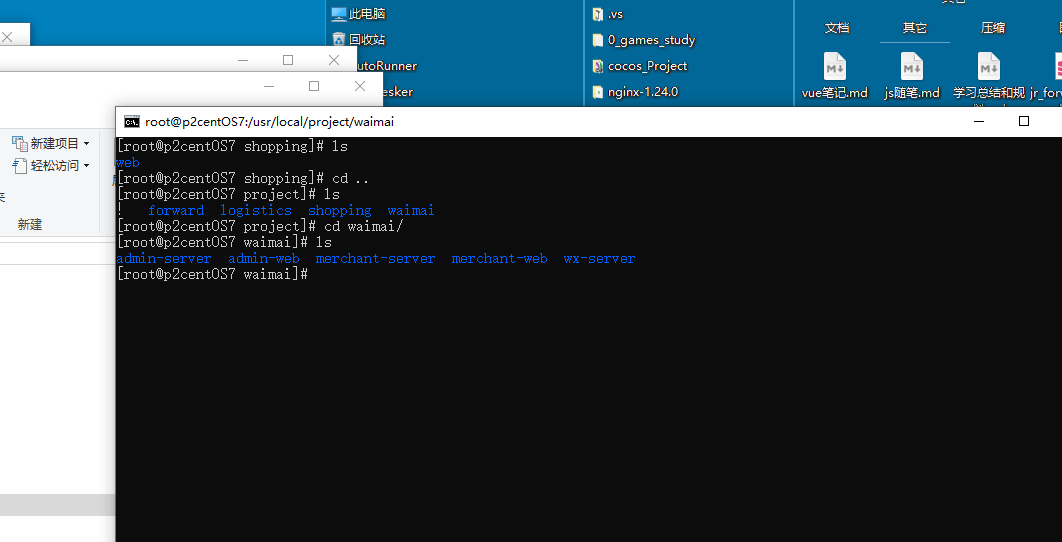 此电脑
回收站
utoRunner
esker
.vs
0_games_study
cocos_Project
nginx-1.24.0
文档
其它
压缩
vue笔记.md
js随笔.md
学习总结和规
jr_forw
新建项目
轻松访问
新建
root@p2centOS7:/usr/local/project/waimai
[root@p2centOS7 shopping]# ls
web
[root@p2centOS7 shopping]# cd ..
[root@p2centOS7 project]# ls
! forward logistics shopping waimai
[root@p2centOS7 project]# cd waimai/
[root@p2centOS7 waimai]# ls
admin-server admin-web merchant-server merchant-web wx-server
[root@p2centOS7 waimai]#